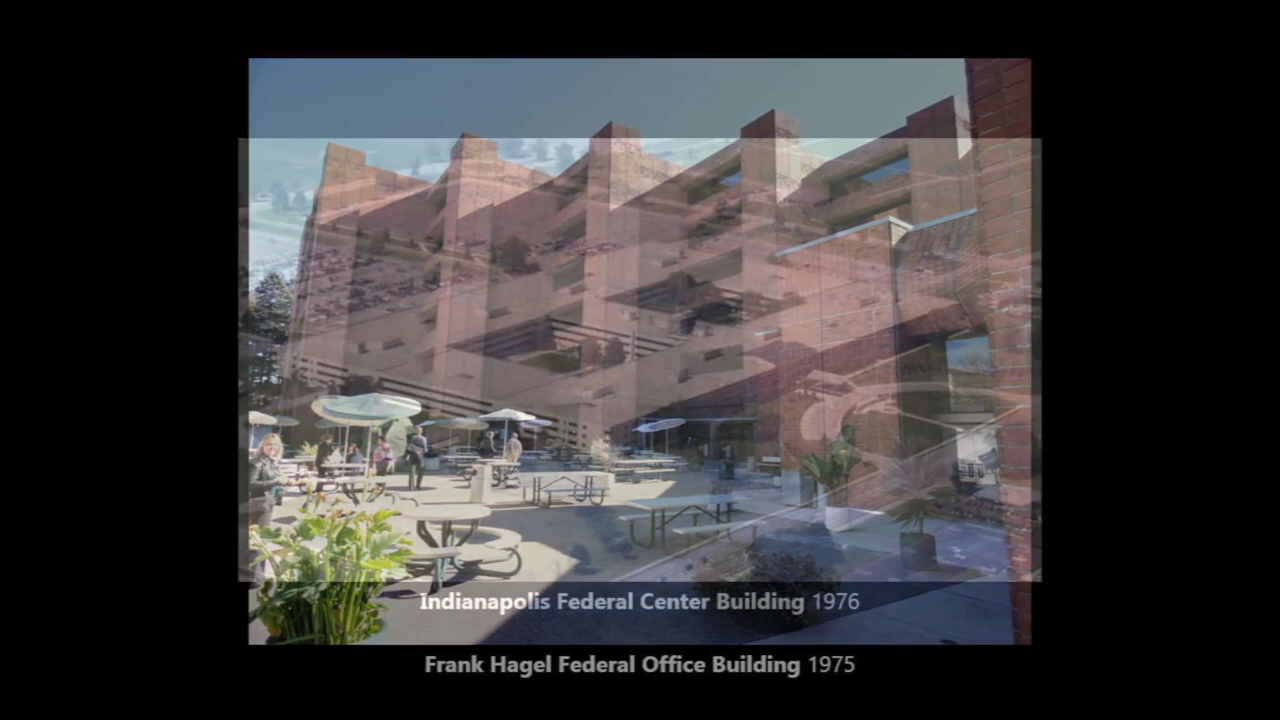 Indianapolis Federal Center Building 1976
Frank Hagel Federal Office Building 1975